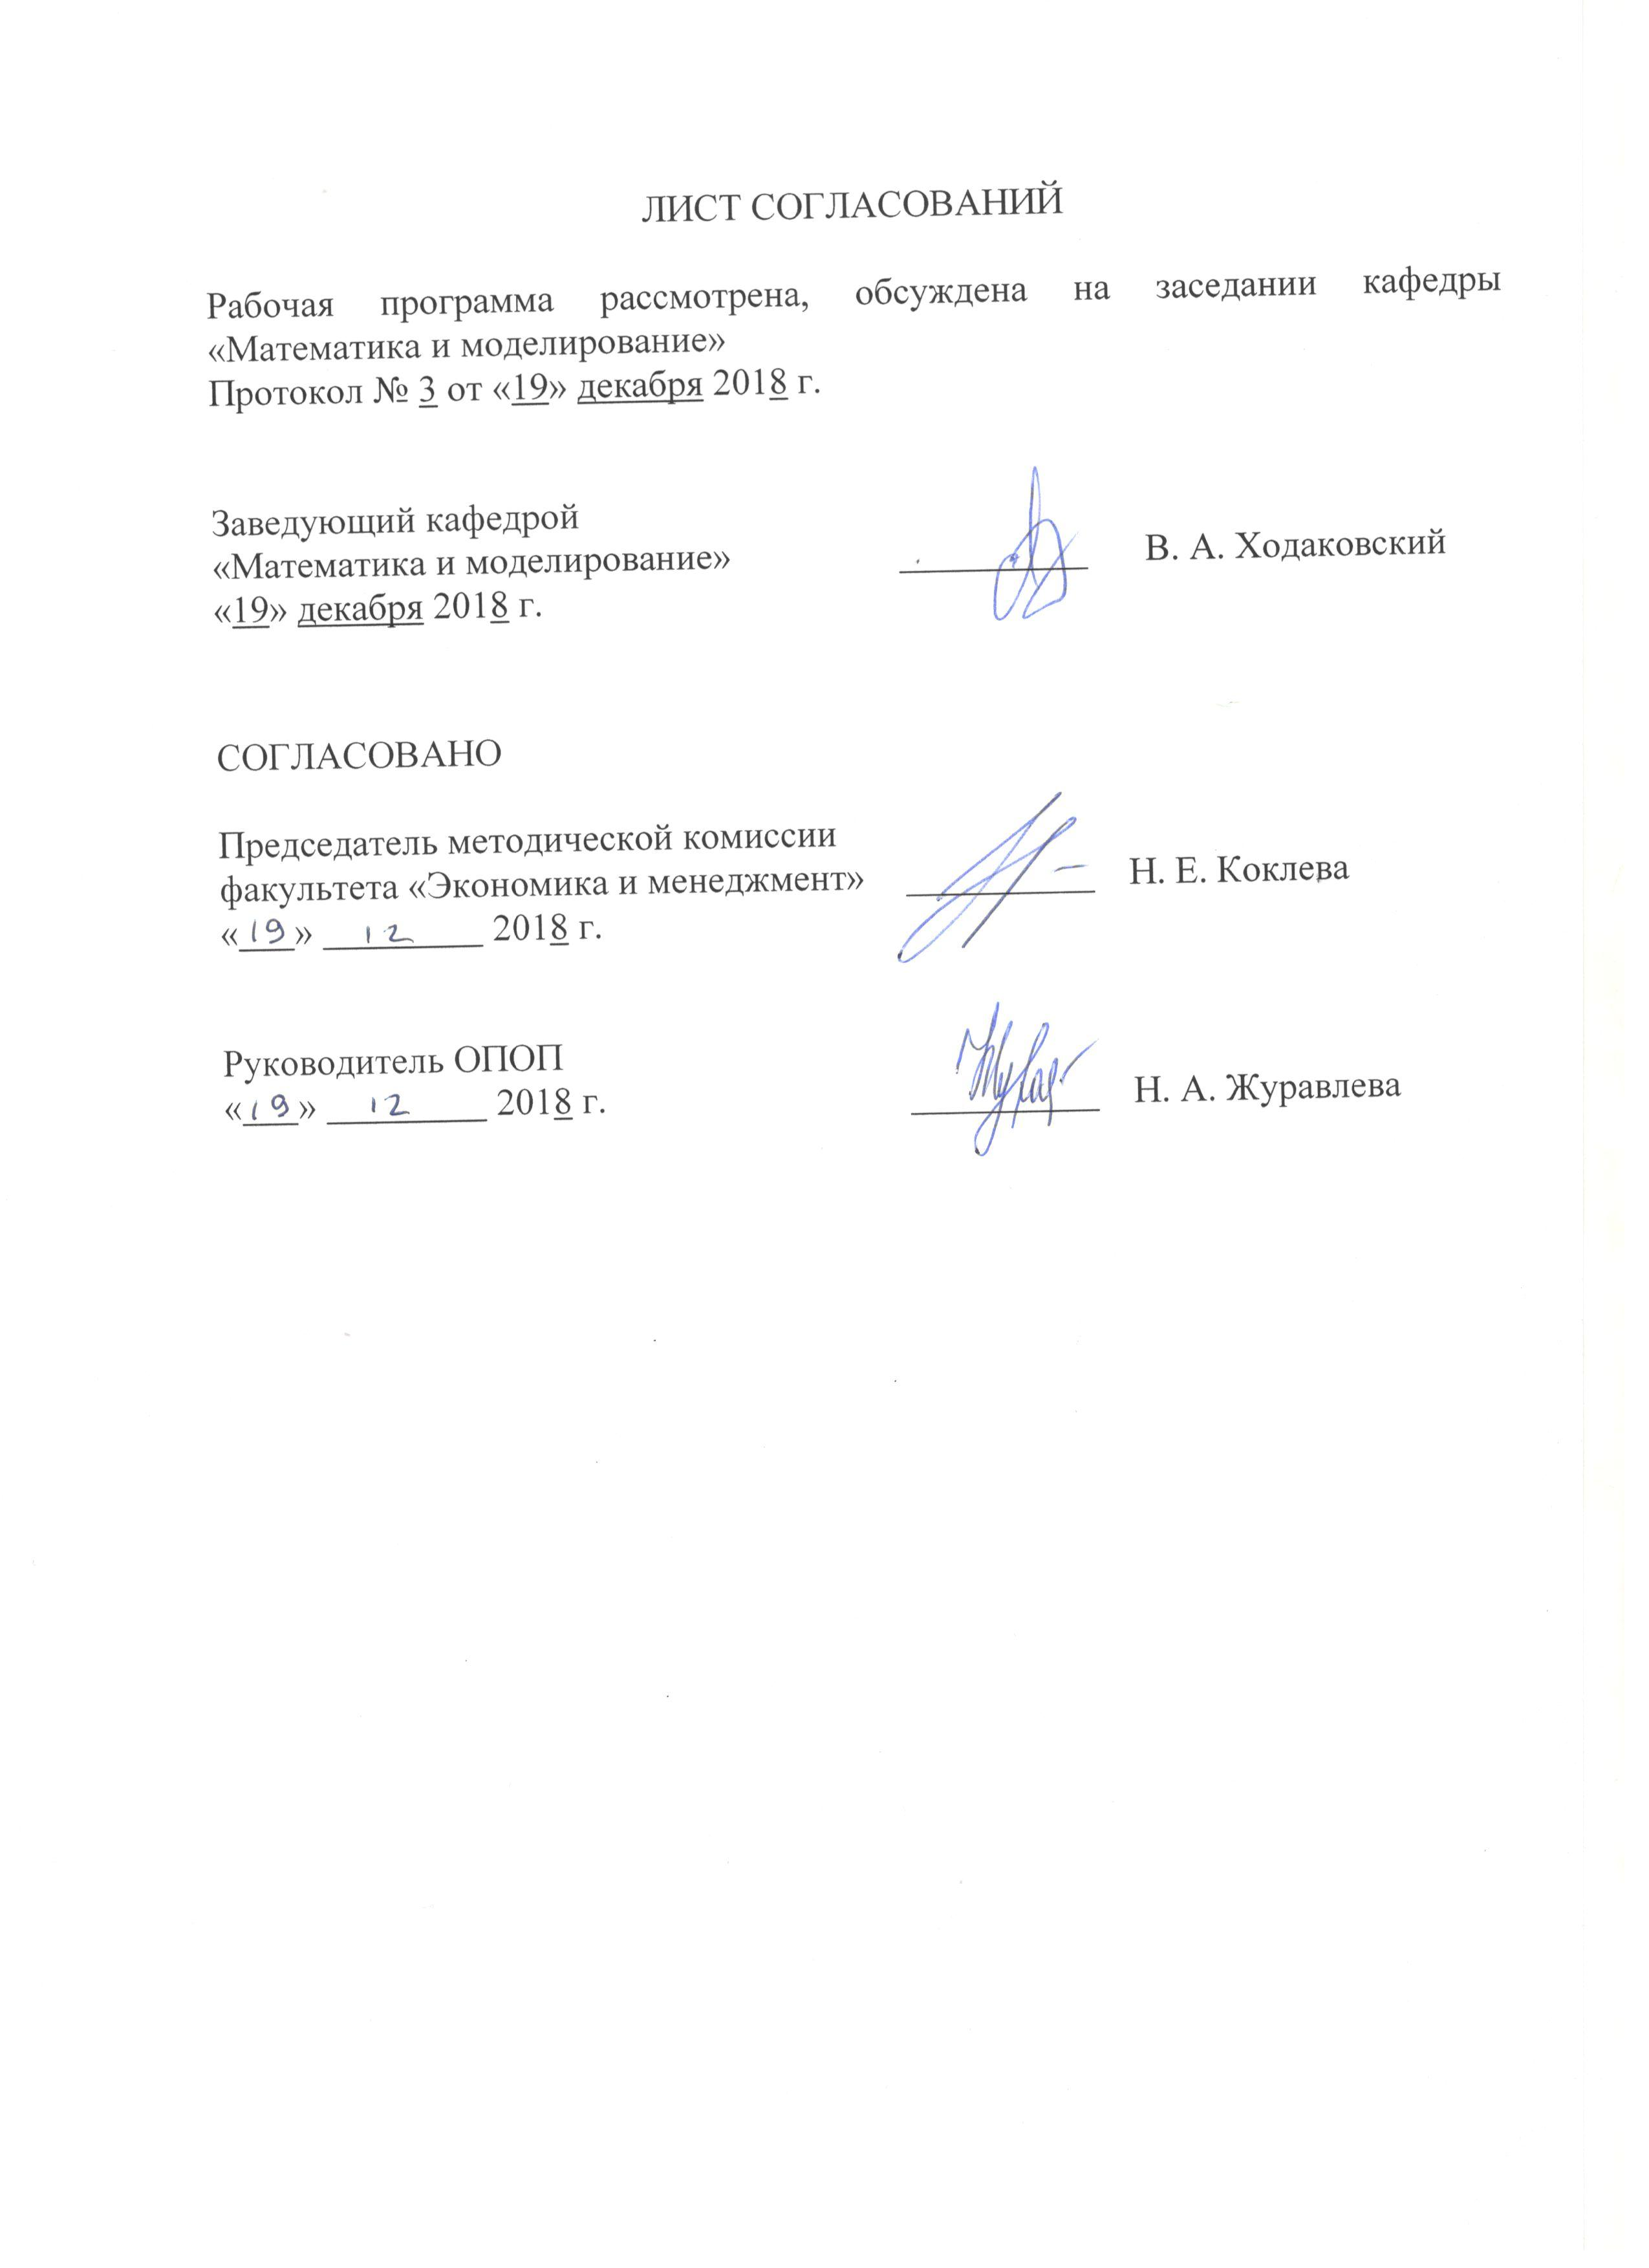 ЛИСТ СОГЛАСОВАНИЙ
Рабочая программа рассмотрена, обсуждена на заседании кафедры
«Математика и моделирование»
Протокол № 3 от «19» декабря 2018 г.
Заведующий кафедрой
«Математика и моделирование» В. А. Ходаковский
«19» декабря 2018 г.
СОГЛАСОВАНО
Председатель методической комиссии
факультета «Экономика и менеджмент» Н. Е. Коклева
«19» 12 2018 г.
Руководитель ОПОП Н. А. Журавлева
«19» 12 2018 г.